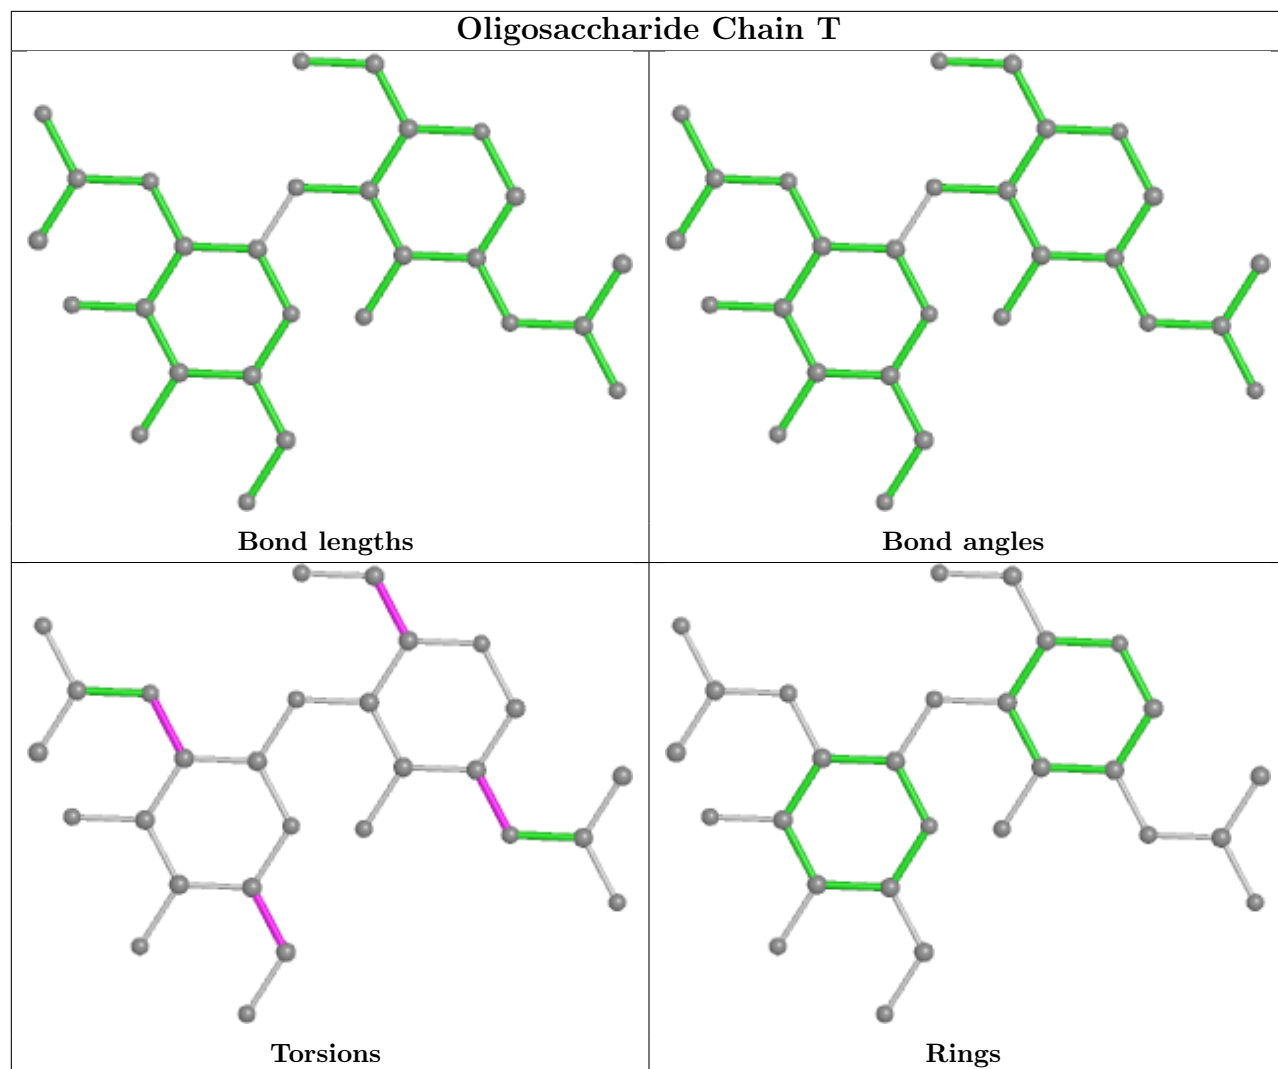 Oligosaccharide Chain T
Bond lengths
Bond angles
Torsions
Rings